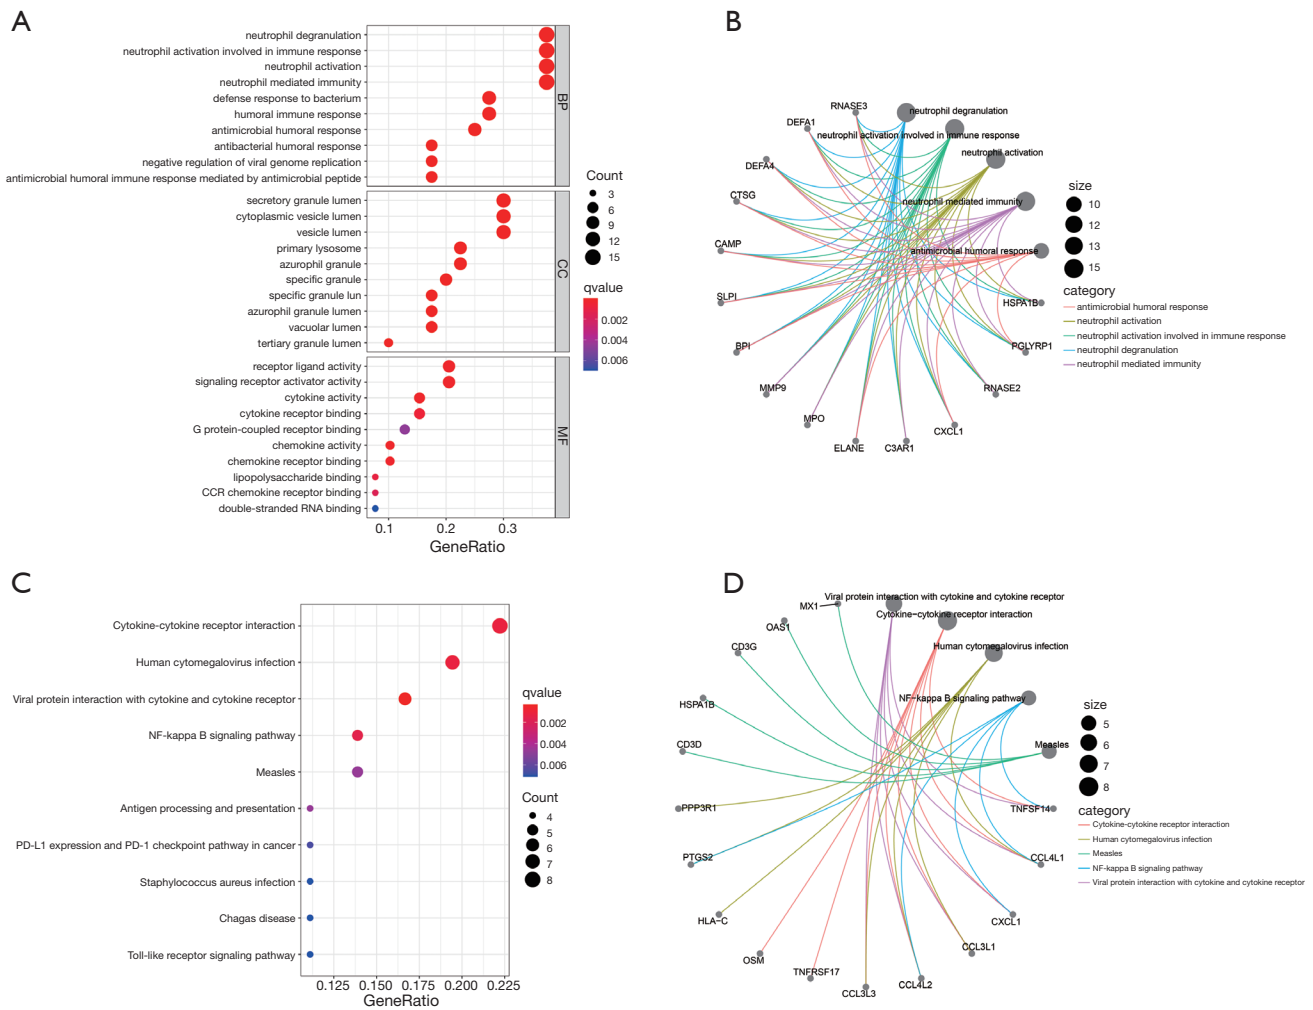 A
neutrophil degranulation
neutrophil activation involved in immune response
neutrophil activation
neutrophil mediated immunity
defense response to bacterium
humoral immune response
antimicrobial humoral response
antibacterial humoral response
negative regulation of viral genome replication
antimicrobial humoral immune response mediated by antimicrobial peptide
BP
secretory granule lumen
cytoplasmic vesicle lumen
vesicle lumen
primary lysosome
azurophil granule
specific granule
specific granule lun
azurophil granule lumen
vacuolar lumen
tertiary granule lumen
CC
receptor ligand activity
signaling receptor activator activity
cytokine activity
cytokine receptor binding
G protein-coupled receptor binding
chemokine activity
chemokine receptor binding
lipopolysaccharide binding
CCR chemokine receptor binding
double-stranded RNA binding
MF
0.1 0.2 0.3
GeneRatio
Count
3
6
9
12
15
qvalue
0.002
0.004
0.006
B
RNASE3
DEFA1
DEFA4
CTSG
CAMP
SLPI
BPI
MMP9
MPO
ELANE
C3AR1
CXCL1
RNASE2
PGLYRP1
HSPA1B
neutrophil degranulation
neutrophil activation involved in immune response
neutrophil activation
neutrophil mediated immunity
antimicrobial humoral response
size
10
12
13
15
category
antimicrobial humoral response
neutrophil activation
neutrophil activation involved in immune response
neutrophil degranulation
neutrophil mediated immunity
C
Cytokine-cytokine receptor interaction
Human cytomegalovirus infection
Viral protein interaction with cytokine and cytokine receptor
NF-kappa B signaling pathway
Measles
Antigen processing and presentation
PD-L1 expression and PD-1 checkpoint pathway in cancer
Staphylococcus aureus infection
Chagas disease
Toll-like receptor signaling pathway
0.125 0.150 0.175 0.200 0.225
GeneRatio
qvalue
0.002
0.004
0.006
Count
4
5
6
7
8
D
Viral protein interaction with cytokine and cytokine receptor
Cytokine-cytokine receptor interaction
Human cytomegalovirus infection
NF-kappa B signaling pathway
Measles
MX1
OAS1
CD3G
HSPA1B
CD3D
PPP3R1
PTGS2
HLA-C
OSM
TNFRSF17
CCL3L3
CCL4L2
CCL3L1
CXCL1
CCL4L1
TNFSF14
size
5
6
7
8
category
Cytokine-cytokine receptor interaction
Human cytomegalovirus infection
Measles
NF-kappa B signaling pathway
Viral protein interaction with cytokine and cytokine receptor